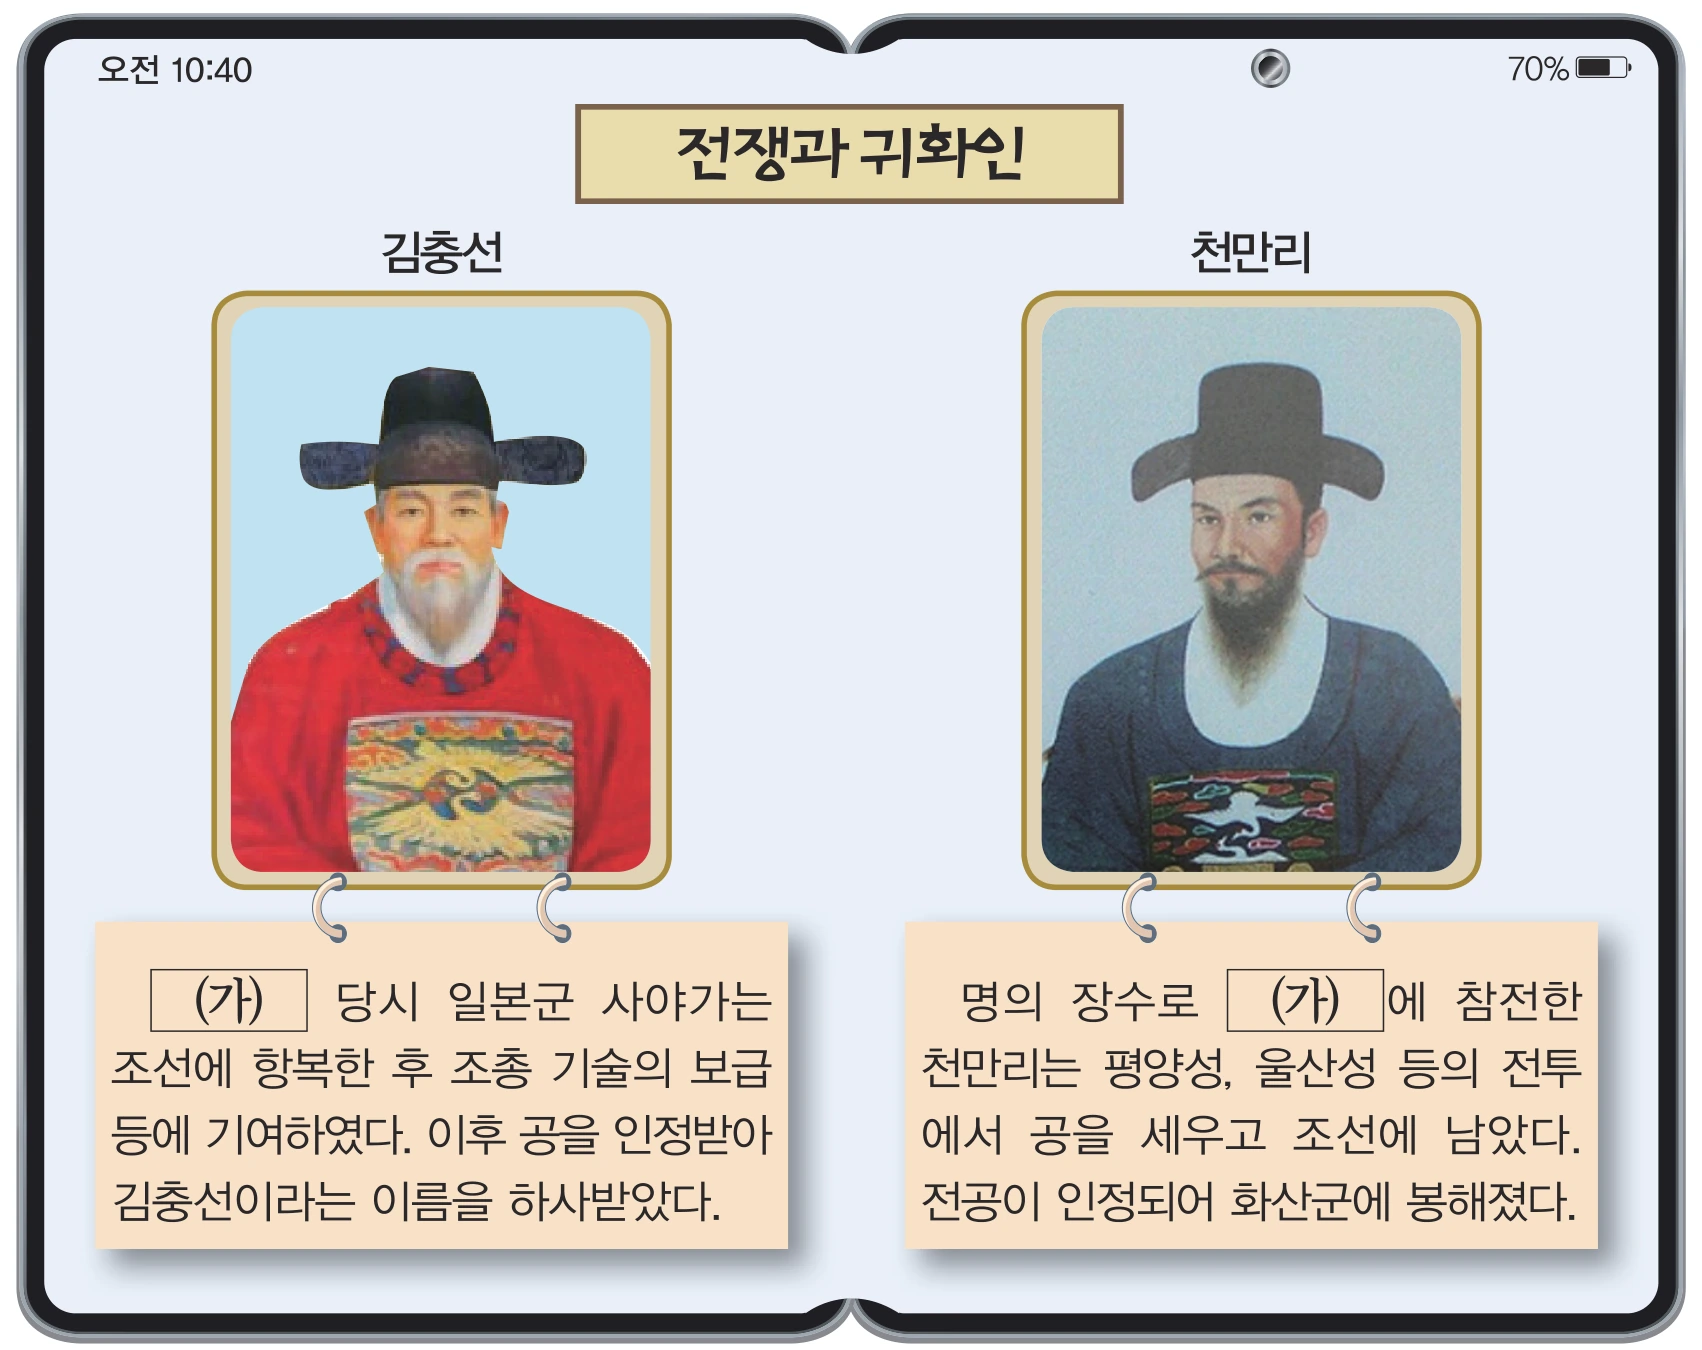 오전 10:40
70%
전쟁과 귀화인
김충선
천만리
(가) 당시 일본군 사야가는
조선에 항복한 후 조총 기술의 보급
등에 기여하였다. 이후 공을 인정받아
김충선이라는 이름을 하사받았다.
명의 장수로 (가)에 참전한
천만리는 평양성, 울산성 등의 전투
에서 공을 세우고 조선에 남았다.
전공이 인정되어 화산군에 봉해졌다.